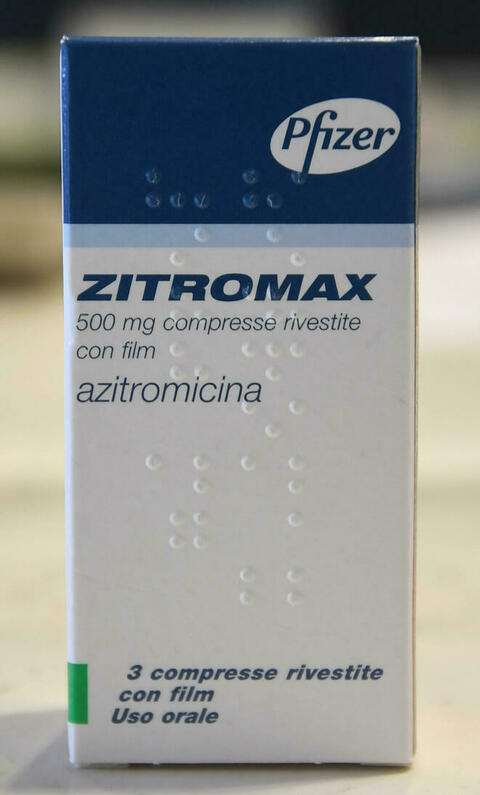 Pfizer
ZITROMAX
500 mg compresse rivestite
con film
azitromicina
3 compresse rivestite
con film
Uso orale